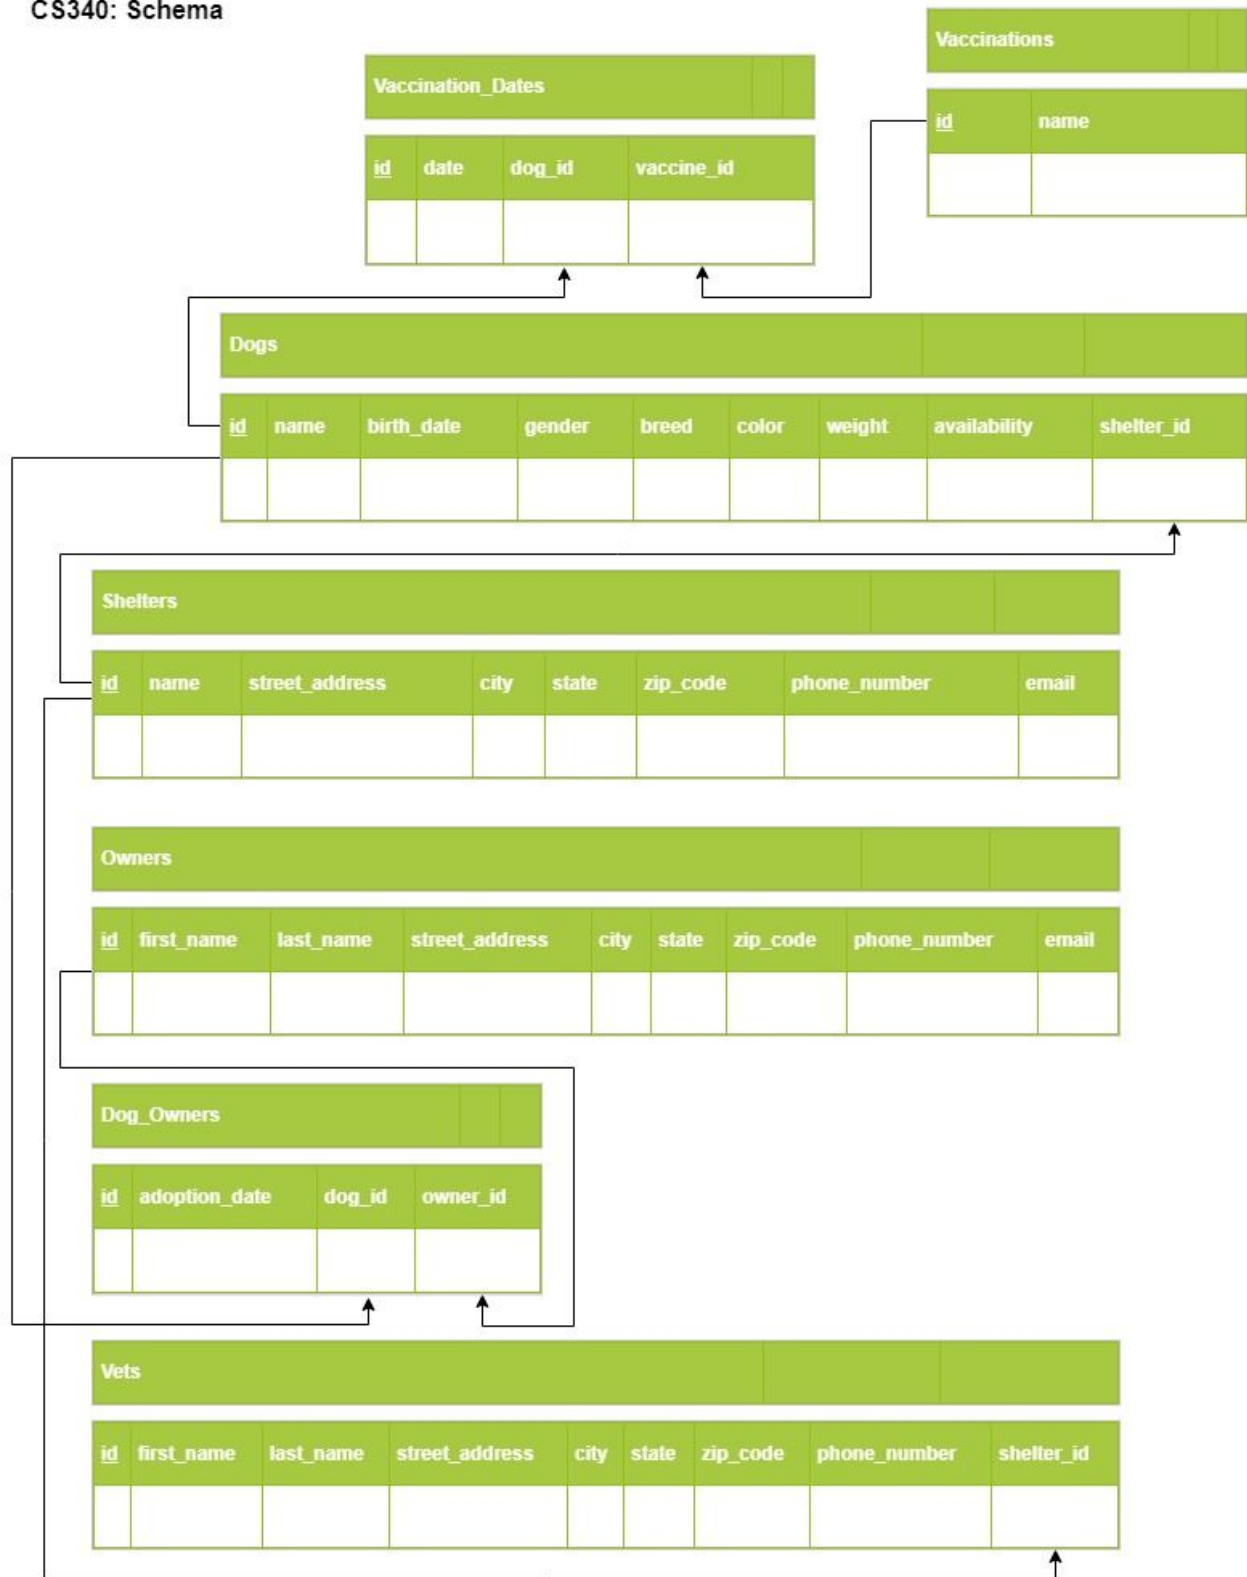 CS340: Schema
Vaccinations
id name
Vaccination_Dates
id date dog_id vaccine_id
Dogs
id name birth_date gender breed color weight availability shelter_id
Shelters
id name street_address city state zip_code phone_number email
Owners
id first_name last_name street_address city state zip_code phone_number email
Dog_Owners
id adoption_date dog_id owner_id
Vets
id first_name last_name street_address city state zip_code phone_number shelter_id